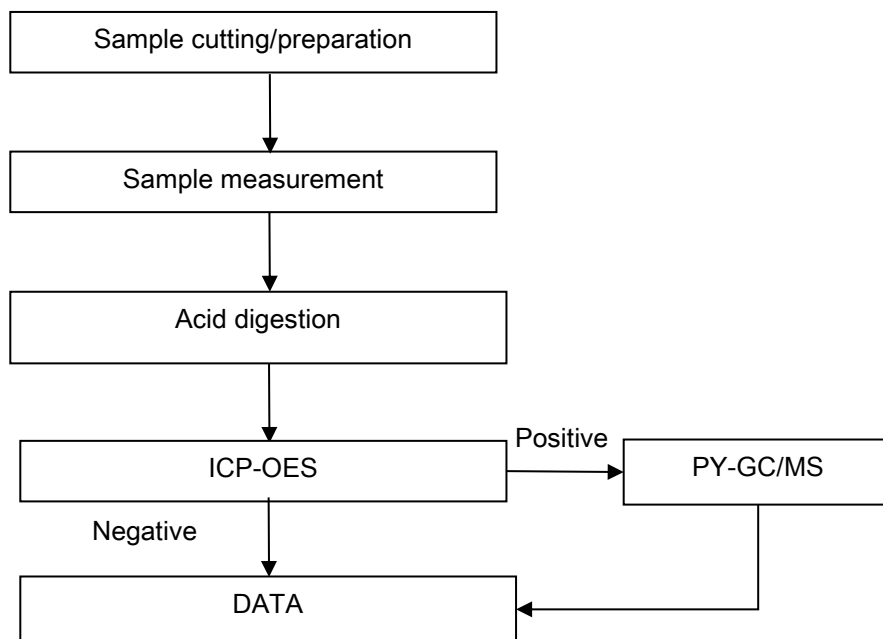 Sample cutting/preparation
Sample measurement
Acid digestion
Positive
ICP-OES
PY-GC/MS
Negative
DATA